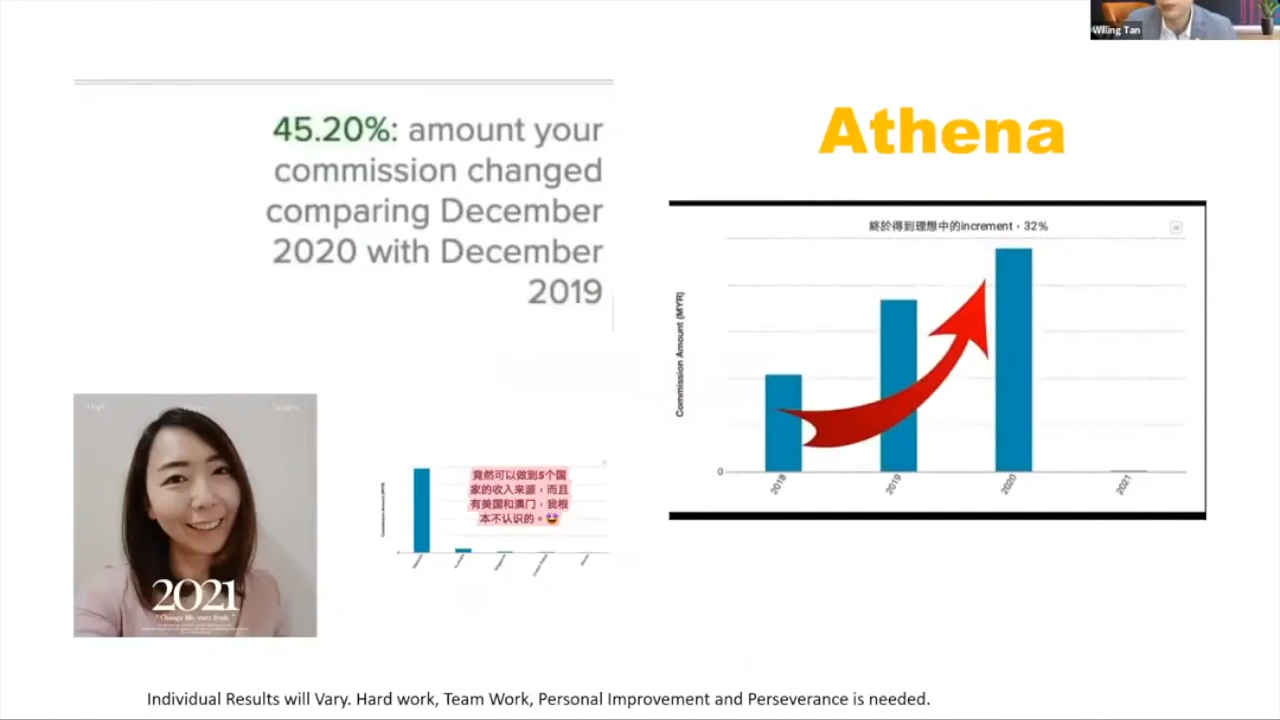 Willing Tan
45.20%: amount your
commission changed
comparing December
2020 with December
2019
Athena
終於得到理想中的increment，32%
Commission Amount (MYR)
0
2018
2019
2020
2021
竟然可以做到5个国
家的收入来源，而且
有美国和澳门，我根
本不认识的。
2021
"Change life, start fresh."
Individual Results will Vary. Hard work, Team Work, Personal Improvement and Perseverance is needed.